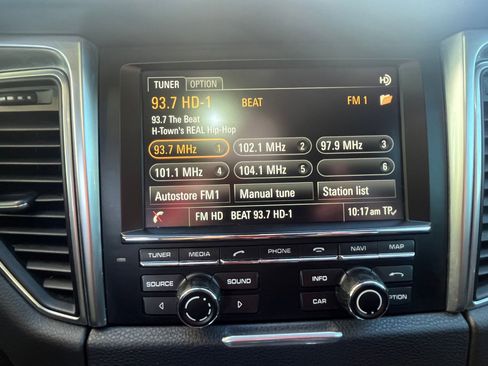 TUNER OPTION HD
93.7 HD-1 BEAT FM 1
93.7 The Beat
H-Town's REAL Hip-Hop
93.7 MHz 1 102.1 MHz 2 97.9 MHz 3
101.1 MHz 4 104.1 MHz 5 6
Autostore FM1 Manual tune Station list
FM HD BEAT 93.7 HD-1 10:17 am TP
TUNER MEDIA PHONE NAVI MAP
SOURCE SOUND INFO
CAR OPTION